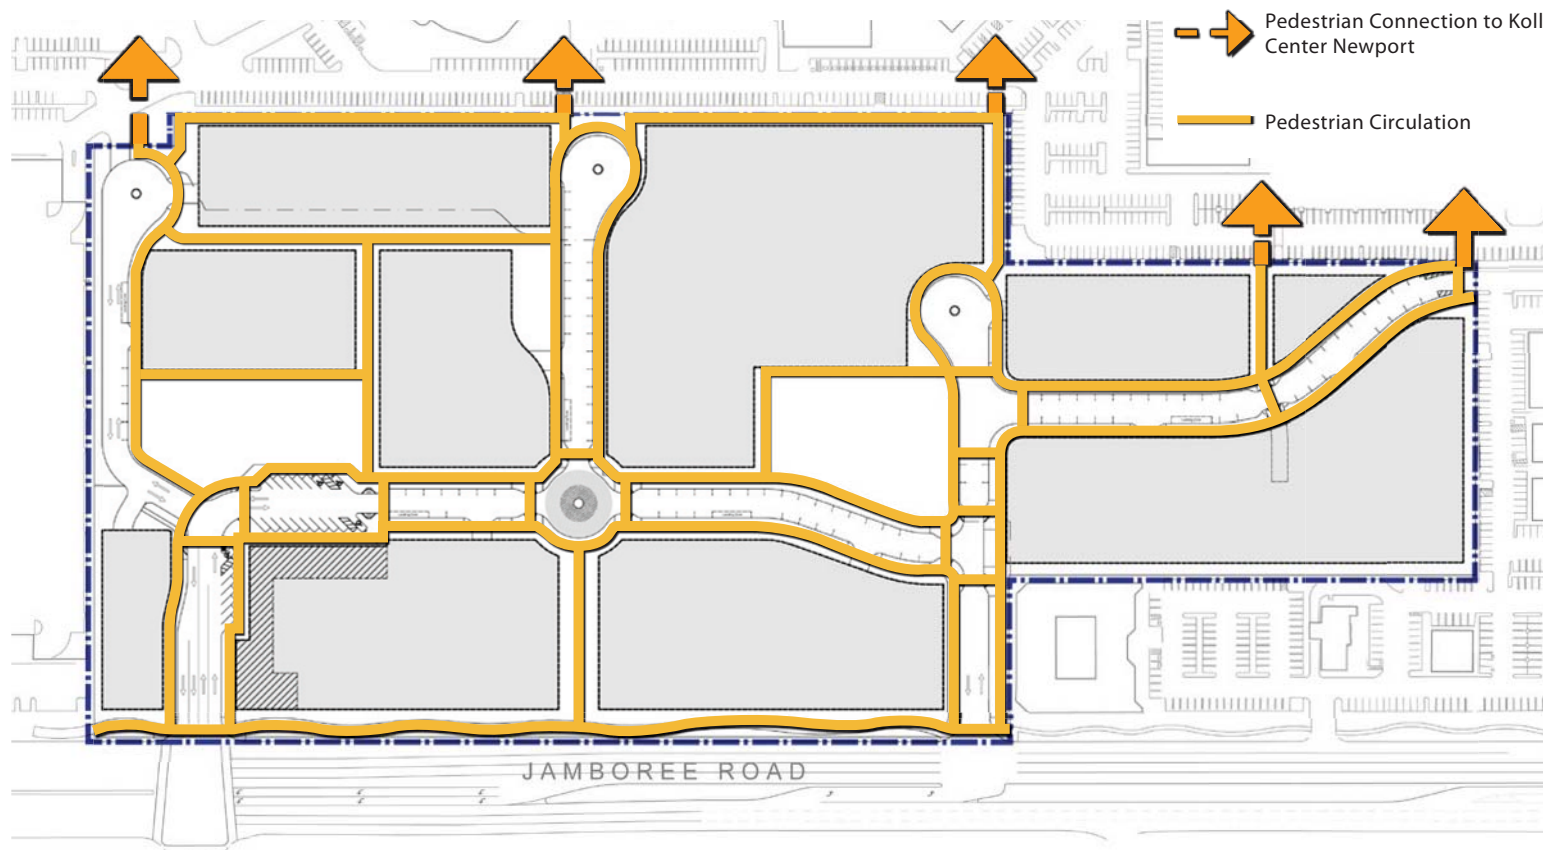 Pedestrian Connection to Koll
Center Newport
Pedestrian Circulation
JAMBOREE ROAD